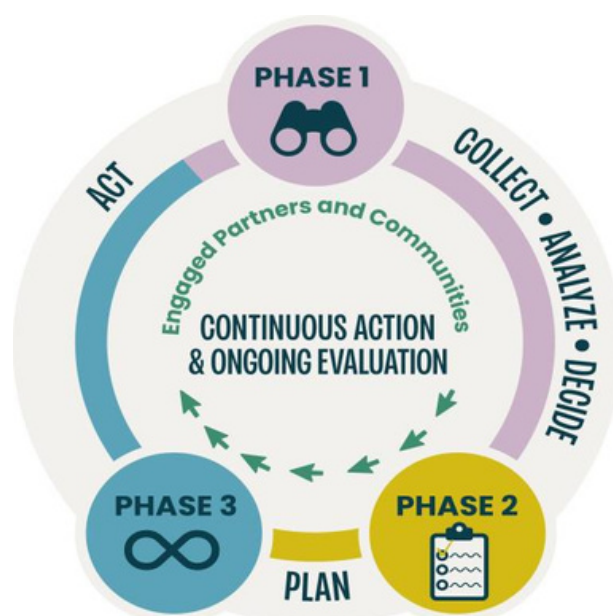 PHASE 1
COLLECT • ANALYZE • DECIDE
PHASE 2
PLAN
PHASE 3
ACT
Engaged Partners and Communities
CONTINUOUS ACTION
& ONGOING EVALUATION